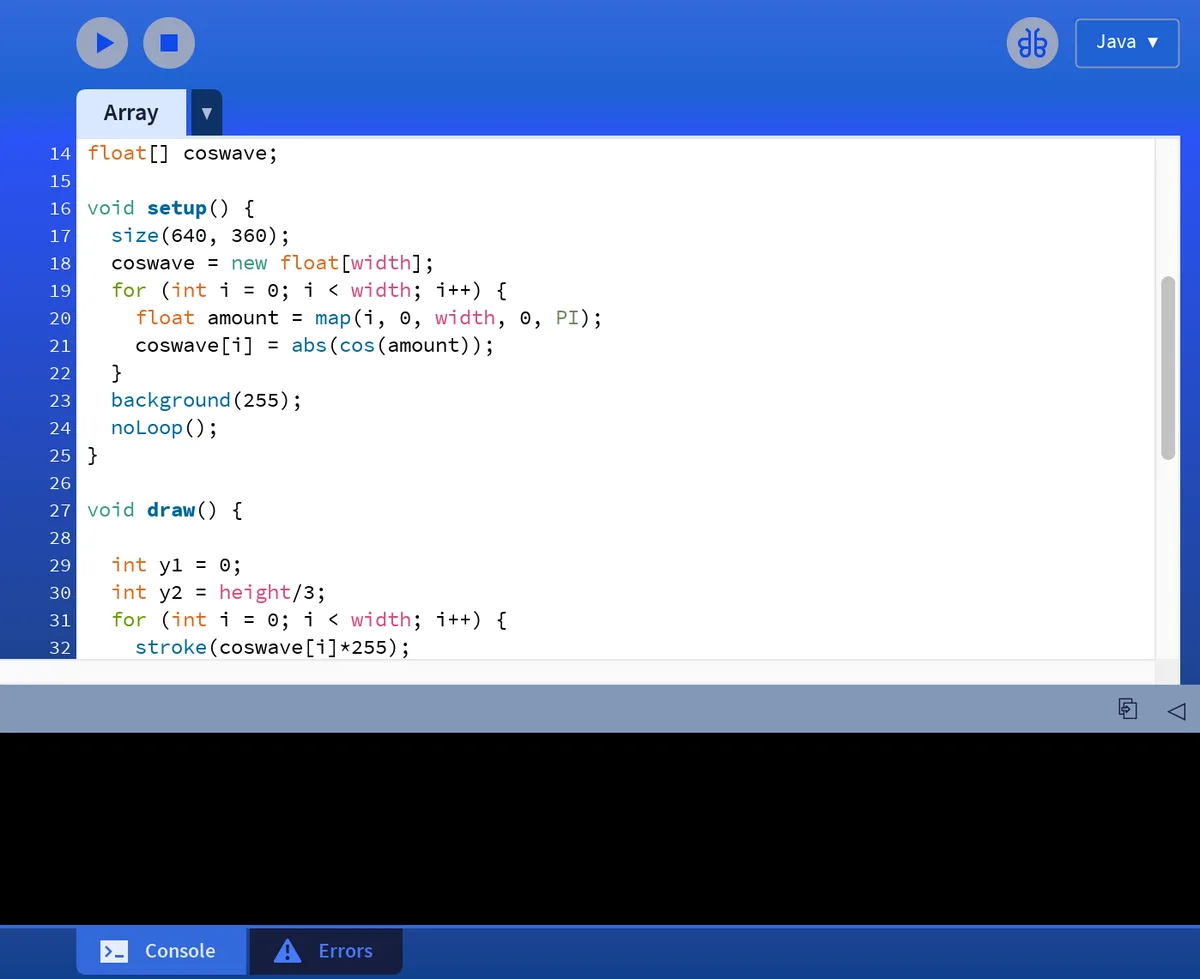 Java ▼
Array ▼
14 float[] coswave;
15
16 void setup() {
17   size(640, 360);
18   coswave = new float[width];
19   for (int i = 0; i < width; i++) {
20     float amount = map(i, 0, width, 0, PI);
21     coswave[i] = abs(cos(amount));
22   }
23   background(255);
24   noLoop();
25 }
26
27 void draw() {
28
29   int y1 = 0;
30   int y2 = height/3;
31   for (int i = 0; i < width; i++) {
32     stroke(coswave[i]*255);
Console Errors